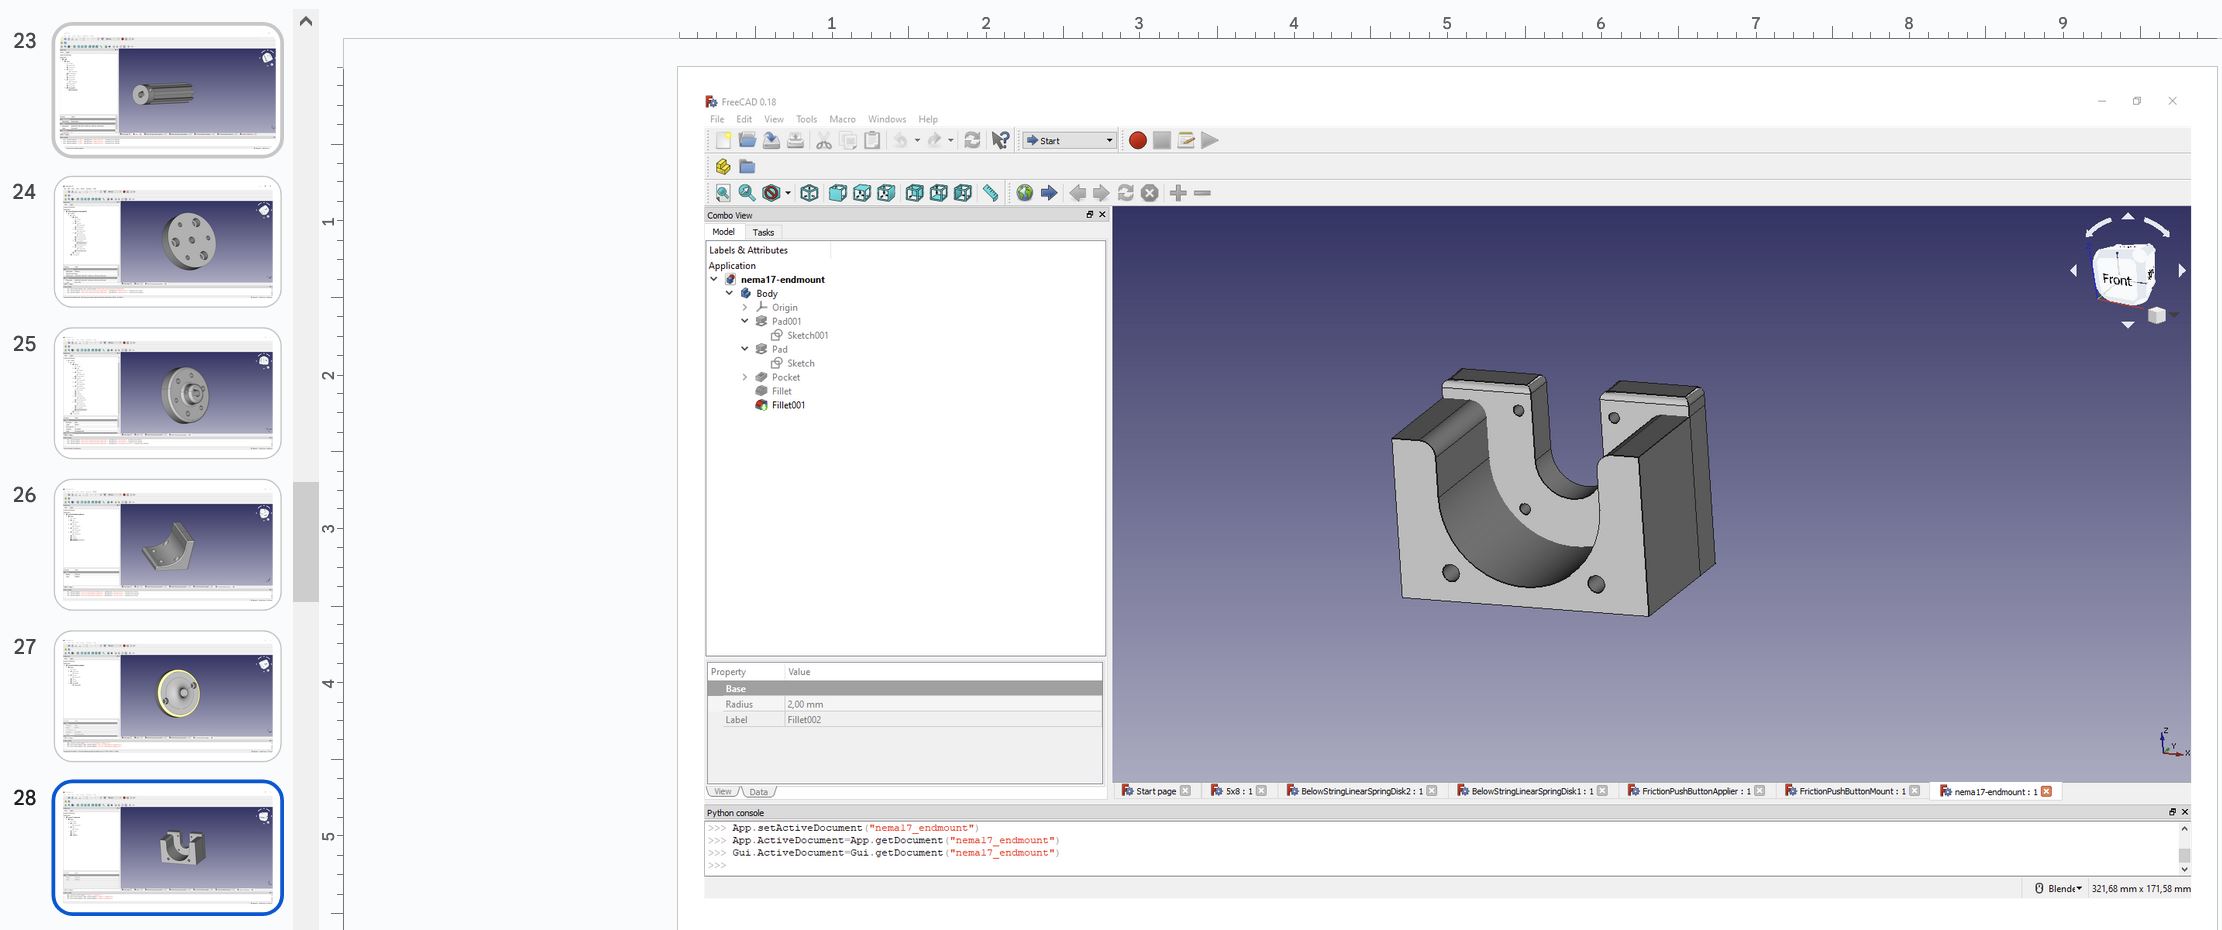 1 2 3 4 5 6 7 8 9
23
24
25
26
27
28
1
2
3
4
5
FreeCAD 0.18
File Edit View Tools Macro Windows Help
Start
Combo View
Model Tasks
Labels & Attributes
Application
nema17-endmount
Body
Origin
Pad001
Sketch001
Pad
Sketch
Pocket
Fillet
Fillet001
Property Value
Base
Radius 2,00 mm
Label Fillet002
View Data
Front
Z
Y
X
Start page 5x8 : 1 BelowStringLinearSpringDisk2 : 1 BelowStringLinearSpringDisk1 : 1 FrictionPushButtonApplier : 1 FrictionPushButtonMount : 1 nema17-endmount : 1
Python console
>>> App.setActiveDocument("nema17_endmount")
>>> App.ActiveDocument=App.getDocument("nema17_endmount")
>>> Gui.ActiveDocument=Gui.getDocument("nema17_endmount")
>>>
Blende 321,68 mm x 171,58 mm